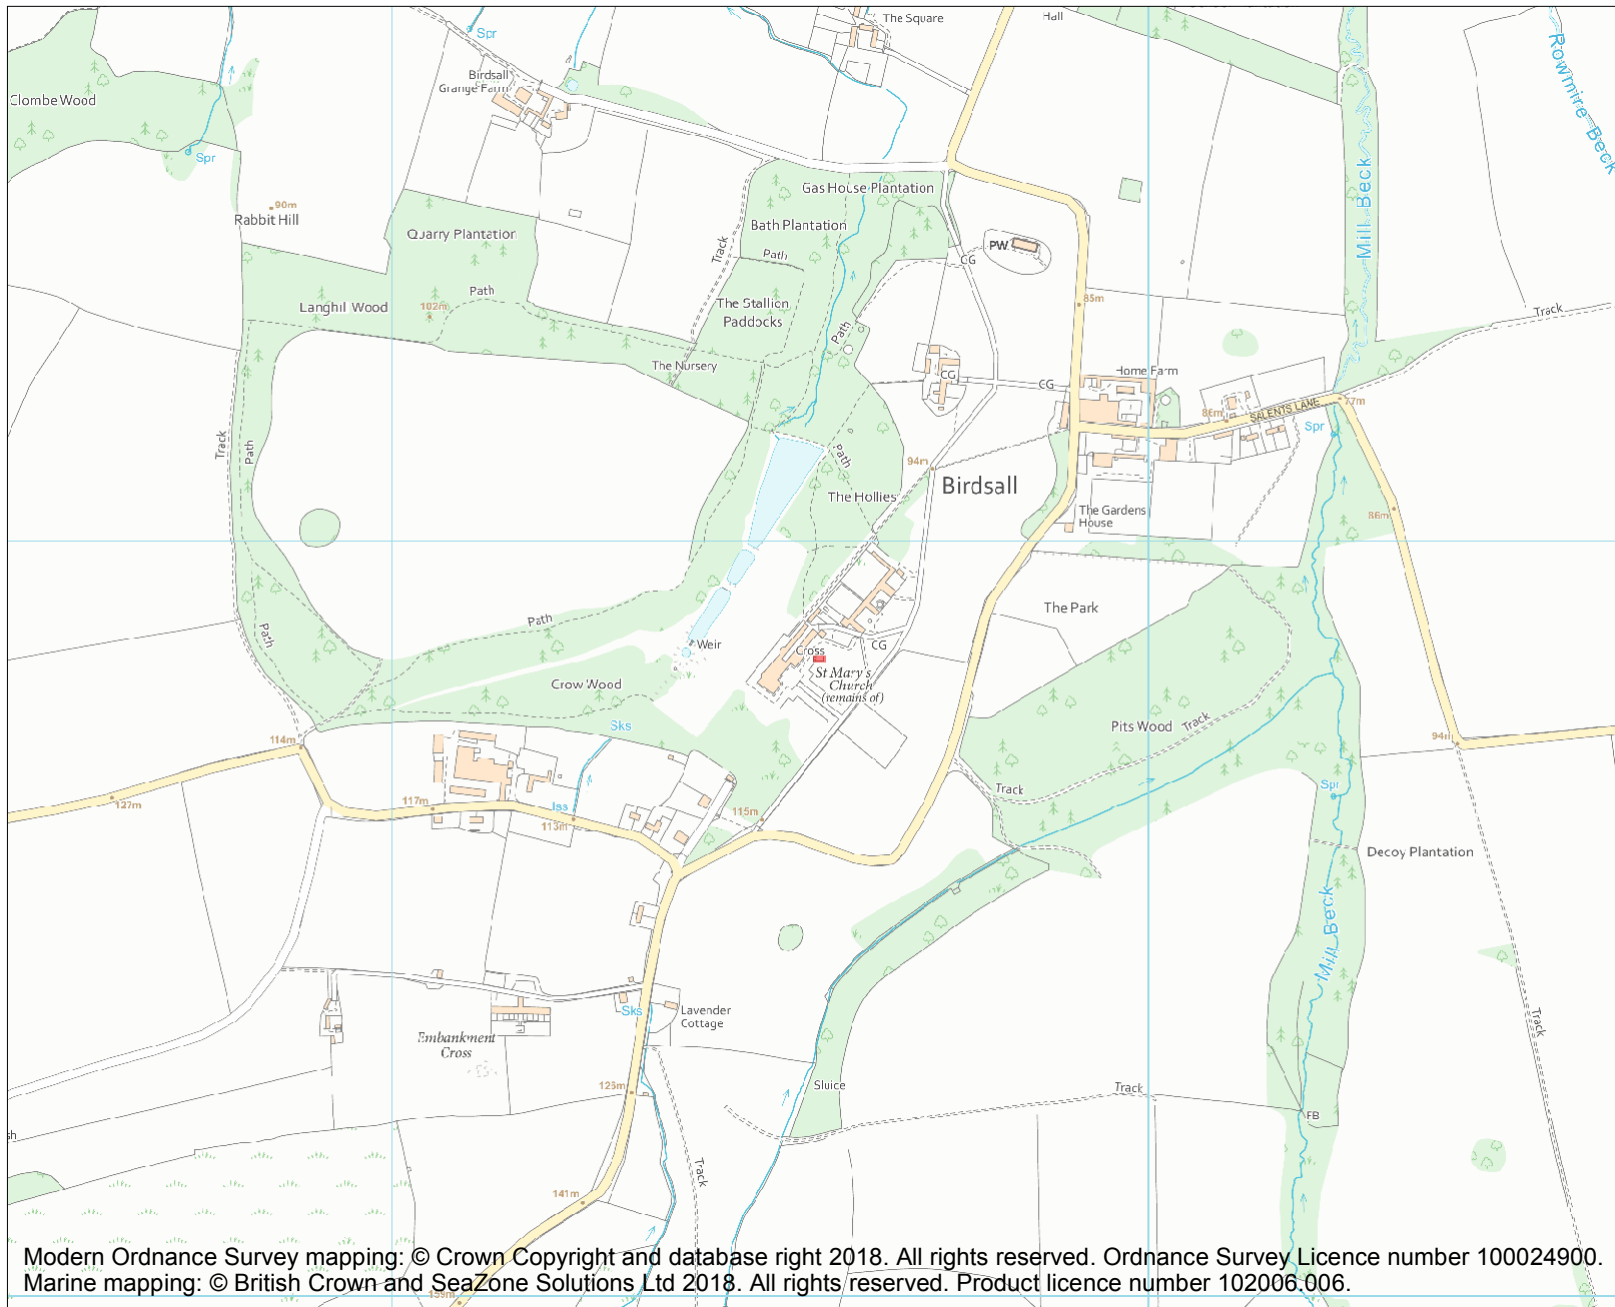 The Square
Hall
Spr
Rowmire Beck
Birdsall
Grange Farm
Clombe Wood
Spr
Mill Beck
Gas House Plantation
90m
Rabbit Hill
Bath Plantation
Quarry Plantation
PW
Track
Path
CG
Path
85m
Langhill Wood
102m
The Stallion
Paddocks
Track
Path
The Nursery
CG
CG
Home Farm
77m
86m
SALENTS LANE
Spr
Track
Path
Path
94m
Birdsall
The Hollies
The Gardens
House
86m
The Park
Path
Path
Weir
Cross
CG
St Mary's
Church
(remains of)
Crow Wood
Sks
Pits Wood
Track
114m
94m
Spr
Track
127m
117m
Iss
113m
115m
Decoy Plantation
Mill Beck
Sks
Lavender
Cottage
Embankment
Cross
Track
126m
Sluice
Track
FB
sh
Track
141m
Modern Ordnance Survey mapping: © Crown Copyright and database right 2018. All rights reserved. Ordnance Survey Licence number 100024900.
Marine mapping: © British Crown and SeaZone Solutions Ltd 2018. All rights reserved. Product licence number 102006.006.
159m